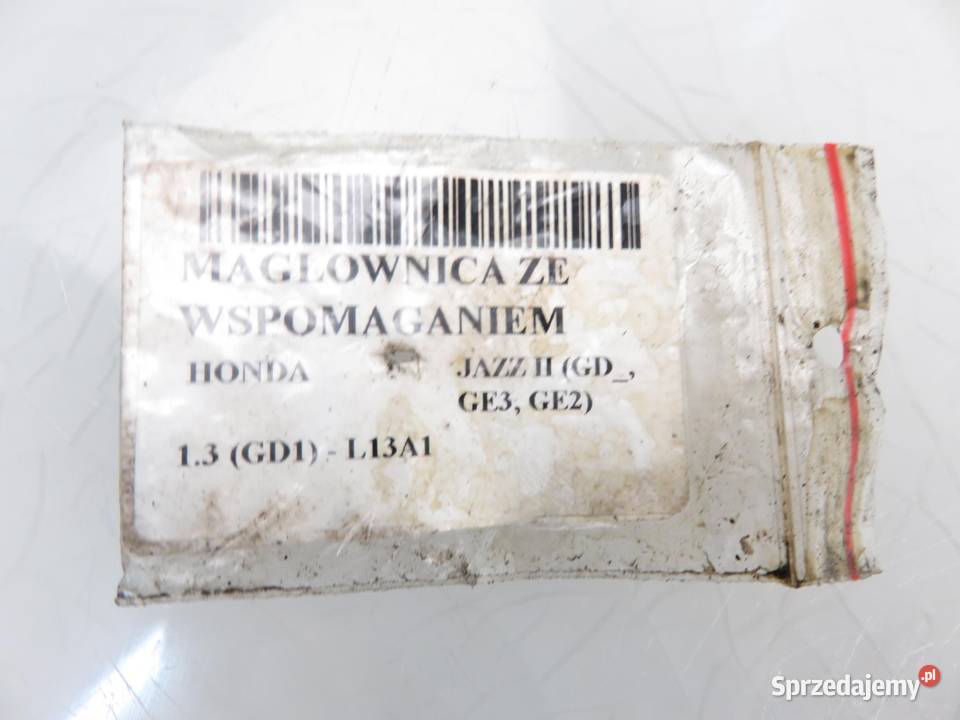 MAGLOWNICA ZE
WSPOMAGANIEM
HONDA JAZZ II (GD_,
GE3, GE2)
1.3 (GD1) - L13A1
Sprzedajemy.pl